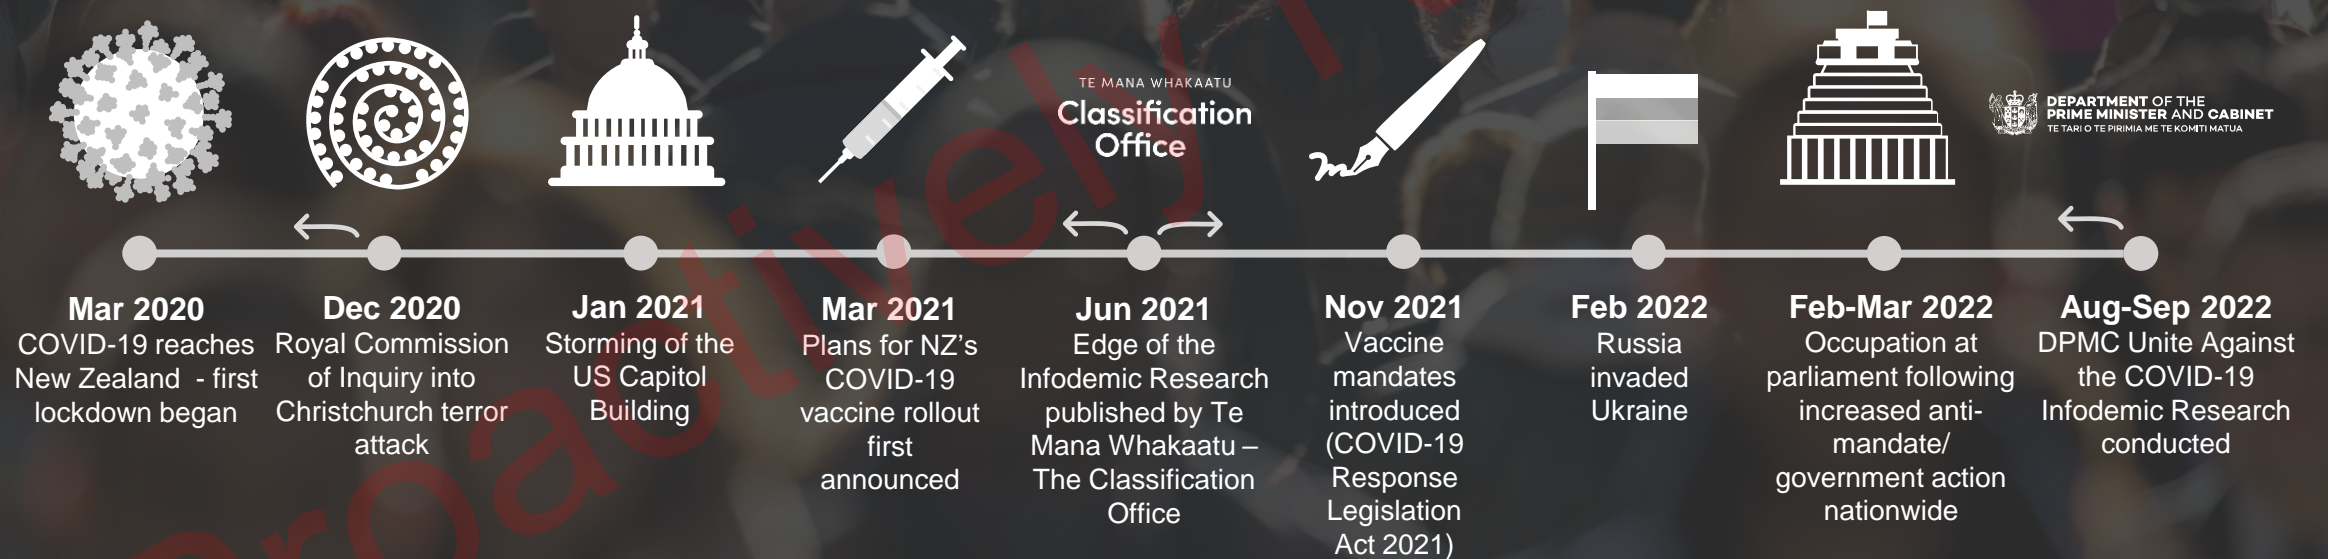 TE MANA WHAKAATU
Classification
Office
DEPARTMENT OF THE
PRIME MINISTER AND CABINET
TE TARI O TE PIRIMIA ME TE KOMITI MATUA
Mar 2020
COVID-19 reaches
New Zealand - first
lockdown began
Dec 2020
Royal Commission
of Inquiry into
Christchurch terror
attack
Jan 2021
Storming of the
US Capitol
Building
Mar 2021
Plans for NZ's
COVID-19
vaccine rollout
first
announced
Jun 2021
Edge of the
Infodemic Research
published by Te
Mana Whakaatu –
The Classification
Office
Nov 2021
Vaccine
mandates
introduced
(COVID-19
Response
Legislation
Act 2021)
Feb 2022
Russia
invaded
Ukraine
Feb-Mar 2022
Occupation at
parliament following
increased anti-
mandate/
government action
nationwide
Aug-Sep 2022
DPMC Unite Against
the COVID-19
Infodemic Research
conducted
Proactively